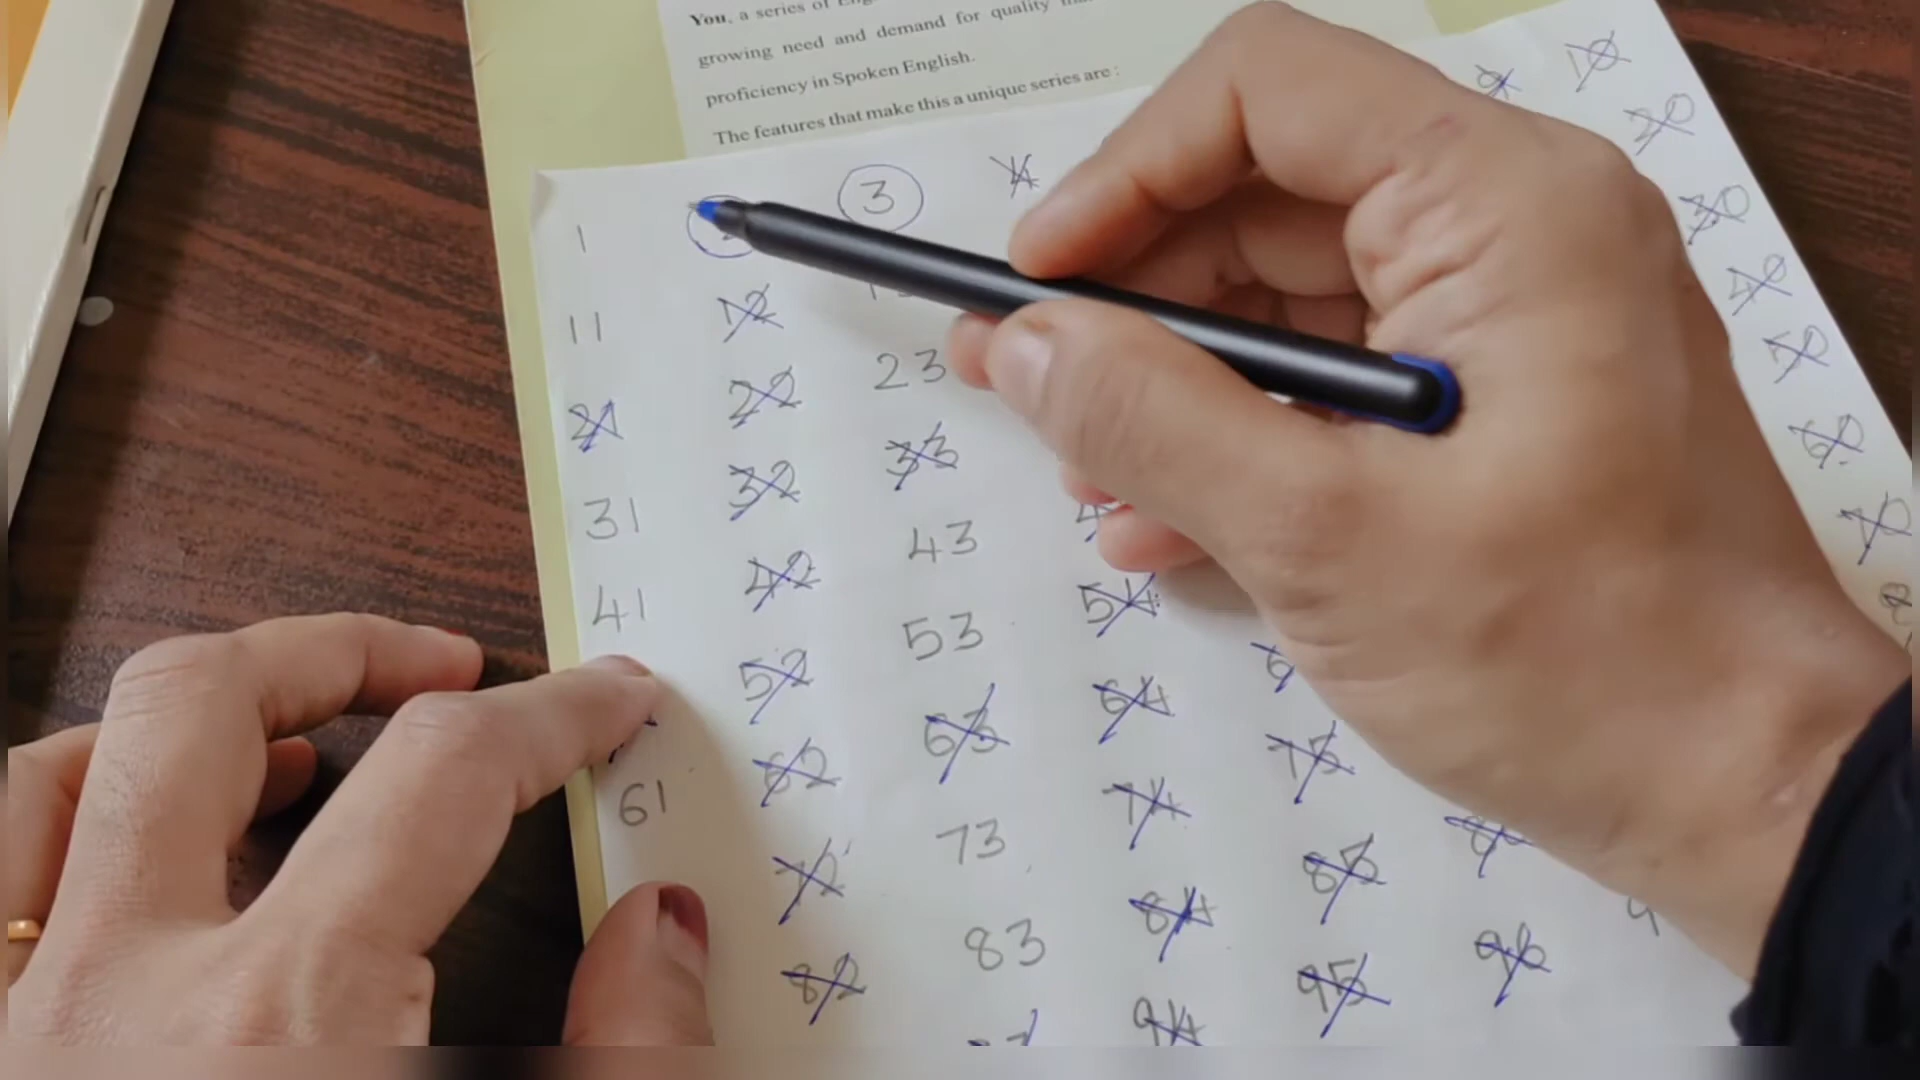 You, a series of
growing need and demand for quality
proficiency in Spoken English.
The features that make this a unique series are :
1 3 4 9 10
11 12 20
21 22 23 30
31 32 33 40
41 42 43 50
52 53 54 60
61 62 63 64 70
72 73 74 75
82 83 84 85
94 95 96